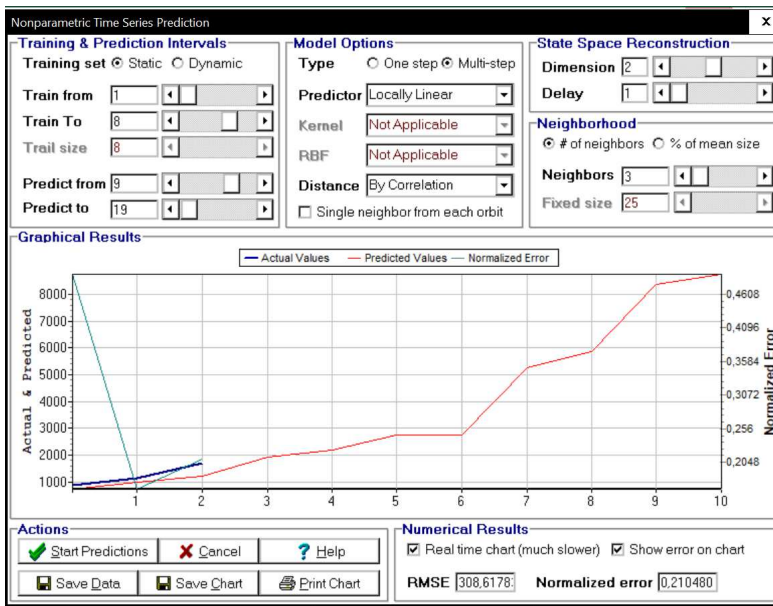 Nonparametric Time Series Prediction
x
Training & Prediction Intervals
Training set Static Dynamic
Train from 1
Train To 8
Trail size 8
Predict from 9
Predict to 19
Model Options
Type One step Multi-step
Predictor Locally Linear
Kernel Not Applicable
RBF Not Applicable
Distance By Correlation
Single neighbor from each orbit
State Space Reconstruction
Dimension 2
Delay 1
Neighborhood
# of neighbors % of mean size
Neighbors 3
Fixed size 25
Graphical Results
Actual Values Predicted Values Normalized Error
Actual & Predicted
8000
7000
6000
5000
4000
3000
2000
1000
0,4608
0,4096
0,3584
0,3072
0,256
0,2048
Normalized Error
1 2 3 4 5 6 7 8 9 10
Actions
Start Predictions Cancel ? Help
Save Data Save Chart Print Chart
Numerical Results
Real time chart (much slower) Show error on chart
RMSE 308,6178 Normalized error 0,210480